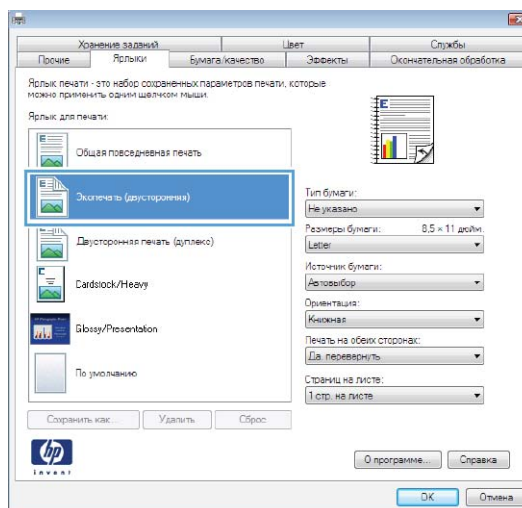 Хранение заданий
Цвет
Службы
Прочие
Ярлыки
Бумага/качество
Эффекты
Окончательная обработка
Ярлык печати - это набор сохраненных параметров печати, которые
можно применить одним щелчком мыши.
Ярлык для печати:
Общая повседневная печать
Экопечать (двусторонняя)
Двусторонняя печать (дуплекс)
Cardstock/Heavy
Glossy/Presentation
По умолчанию
Тип бумаги:
Не указано
Размеры бумаги: 8,5 × 11 дюйм.
Letter
Источник бумаги:
Автовыбор
Ориентация:
Книжная
Печать на обеих сторонах:
Да, перевернуть
Страниц на листе:
1 стр. на листе
Сохранить как...
Удалить
Сброс
hp
invent
О программе...
Справка
OK
Отмена